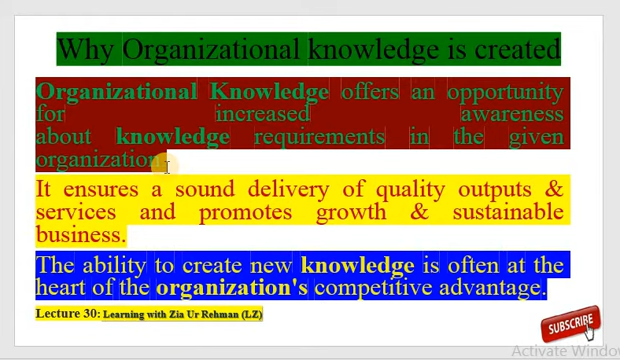 Why Organizational knowledge is created
Organizational Knowledge offers an opportunity
for increased awareness
about knowledge requirements in the given
organization.
It ensures a sound delivery of quality outputs &
services and promotes growth & sustainable
business.
The ability to create new knowledge is often at the
heart of the organization's competitive advantage.
Lecture 30: Learning with Zia Ur Rehman (LZ)
SUBSCRIBE
Activate Windo